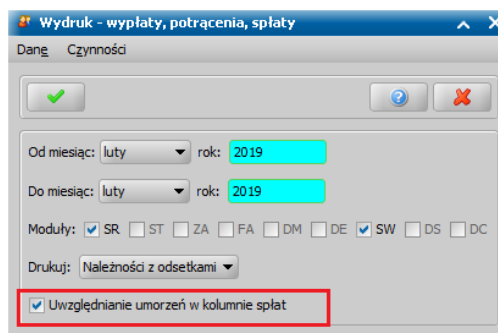 Wydruk - wypłaty, potrącenia, spłaty
Dane Czynności
Od miesiąc: luty rok: 2019
Do miesiąc: luty rok: 2019
Moduły: SR ST ZA FA DM DE SW DS DC
Drukuj: Należności z odsetkami
Uwzględnianie umorzeń w kolumnie spłat